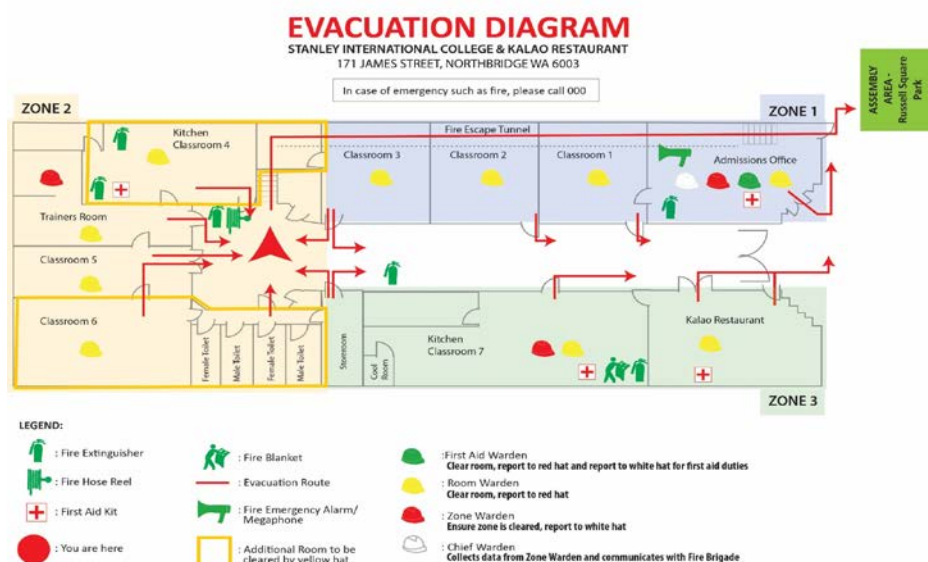 EVACUATION DIAGRAM
STANLEY INTERNATIONAL COLLEGE & KALAO RESTAURANT
171 JAMES STREET, NORTHBRIDGE WA 6003
In case of emergency such as fire, please call 000
ASSEMBLY
AREA -
Russell Square
Park
ZONE 2
ZONE 1
Fire Escape Tunnel
Kitchen
Classroom 4
Classroom 3
Classroom 2
Classroom 1
Admissions Office
Trainers Room
Classroom 5
Classroom 6
Female Toilet
Male Toilet
Female Toilet
Male Toilet
Storeroom
Cool
Room
Kitchen
Classroom 7
Kalao Restaurant
ZONE 3
LEGEND:
: Fire Extinguisher
: Fire Hose Reel
: First Aid Kit
: You are here
: Fire Blanket
: Evacuation Route
: Fire Emergency Alarm/
Megaphone
: Additional Room to be
cleared by yellow hat
:First Aid Warden
Clear room, report to red hat and report to white hat for first aid duties
: Room Warden
Clear room, report to red hat
: Zone Warden
Ensure zone is cleared, report to white hat
: Chief Warden
Collects data from Zone Warden and communicates with Fire Brigade